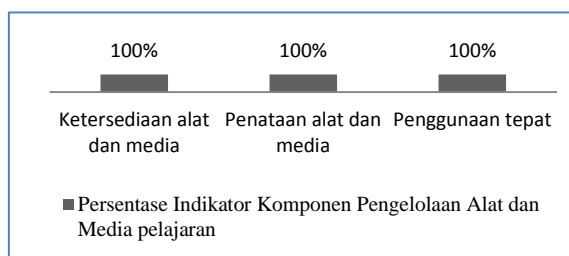 100% 100% 100%
Ketersediaan alat dan media
Penataan alat dan media
Penggunaan tepat
Persentase Indikator Komponen Pengelolaan Alat dan
Media pelajaran